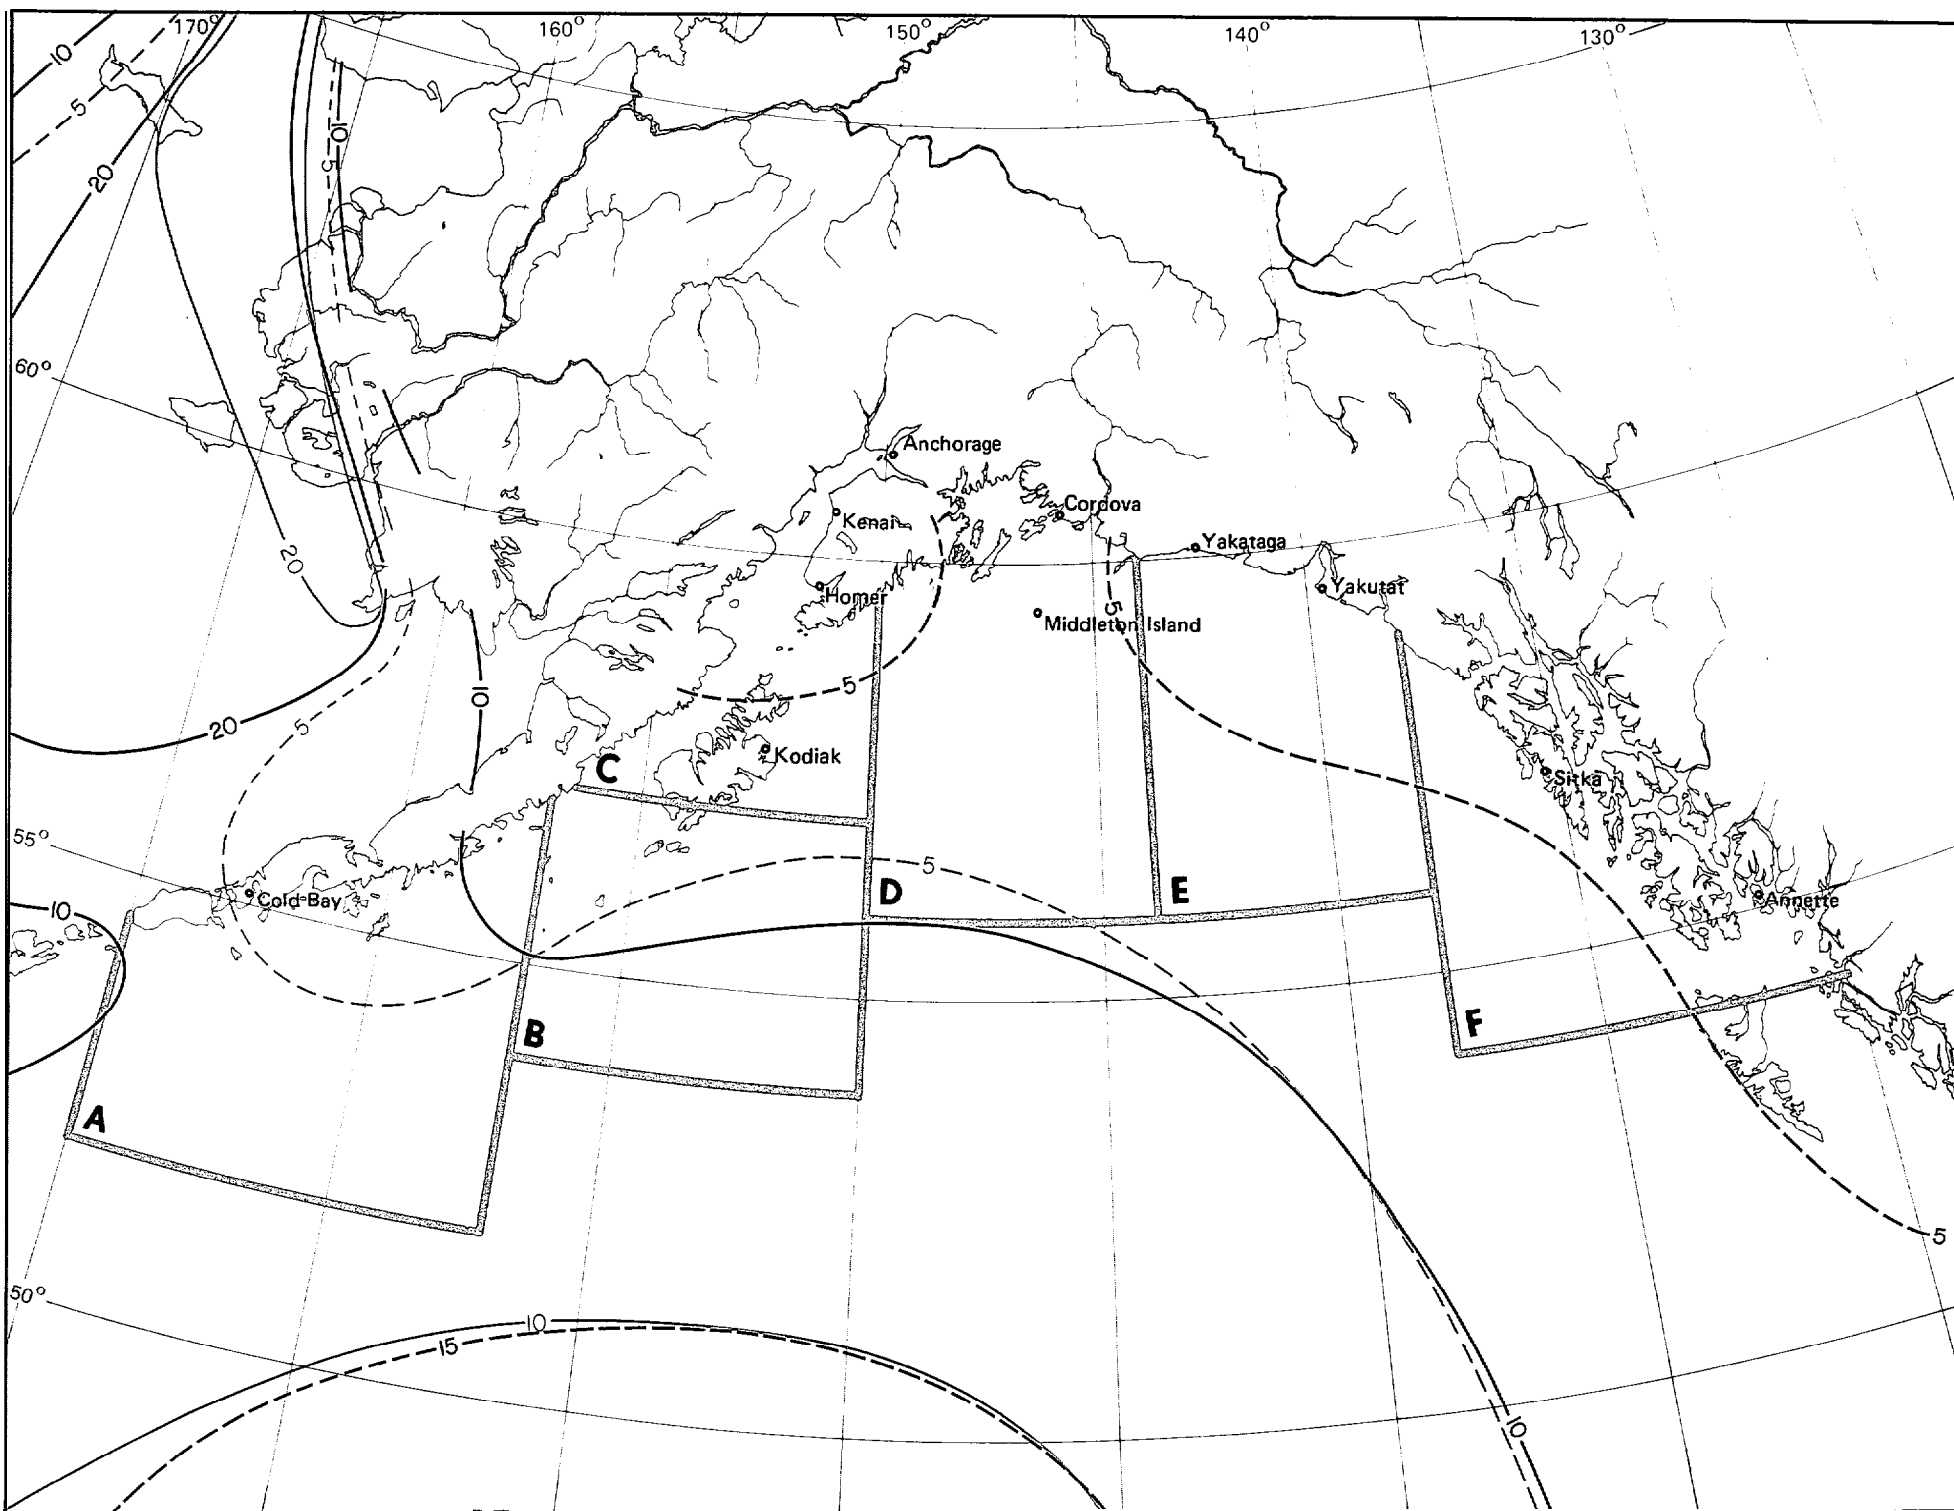 170°
160°
150°
140°
130°
10
5
20
10
5
60°
Anchorage
Cordova
Kenai
Yakataga
20
Homer
Yakutat
5
Middleton Island
5
10
20
5
Kodiak
C
Sitka
55°
5
D
E
Cold Bay
Annette
10
B
F
A
5
50°
10
15
10